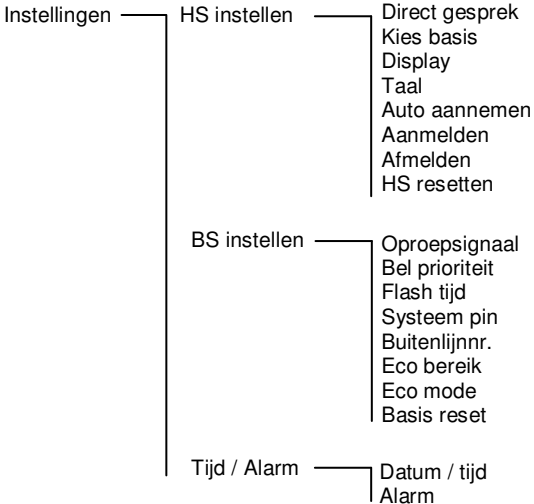 Instellingen
HS instellen
Direct gesprek
Kies basis
Display
Taal
Auto aannemen
Aanmelden
Afmelden
HS resetten
BS instellen
Oproepsignaal
Bel prioriteit
Flash tijd
Systeem pin
Buitenlijnnr.
Eco bereik
Eco mode
Basis reset
Tijd / Alarm
Datum / tijd
Alarm